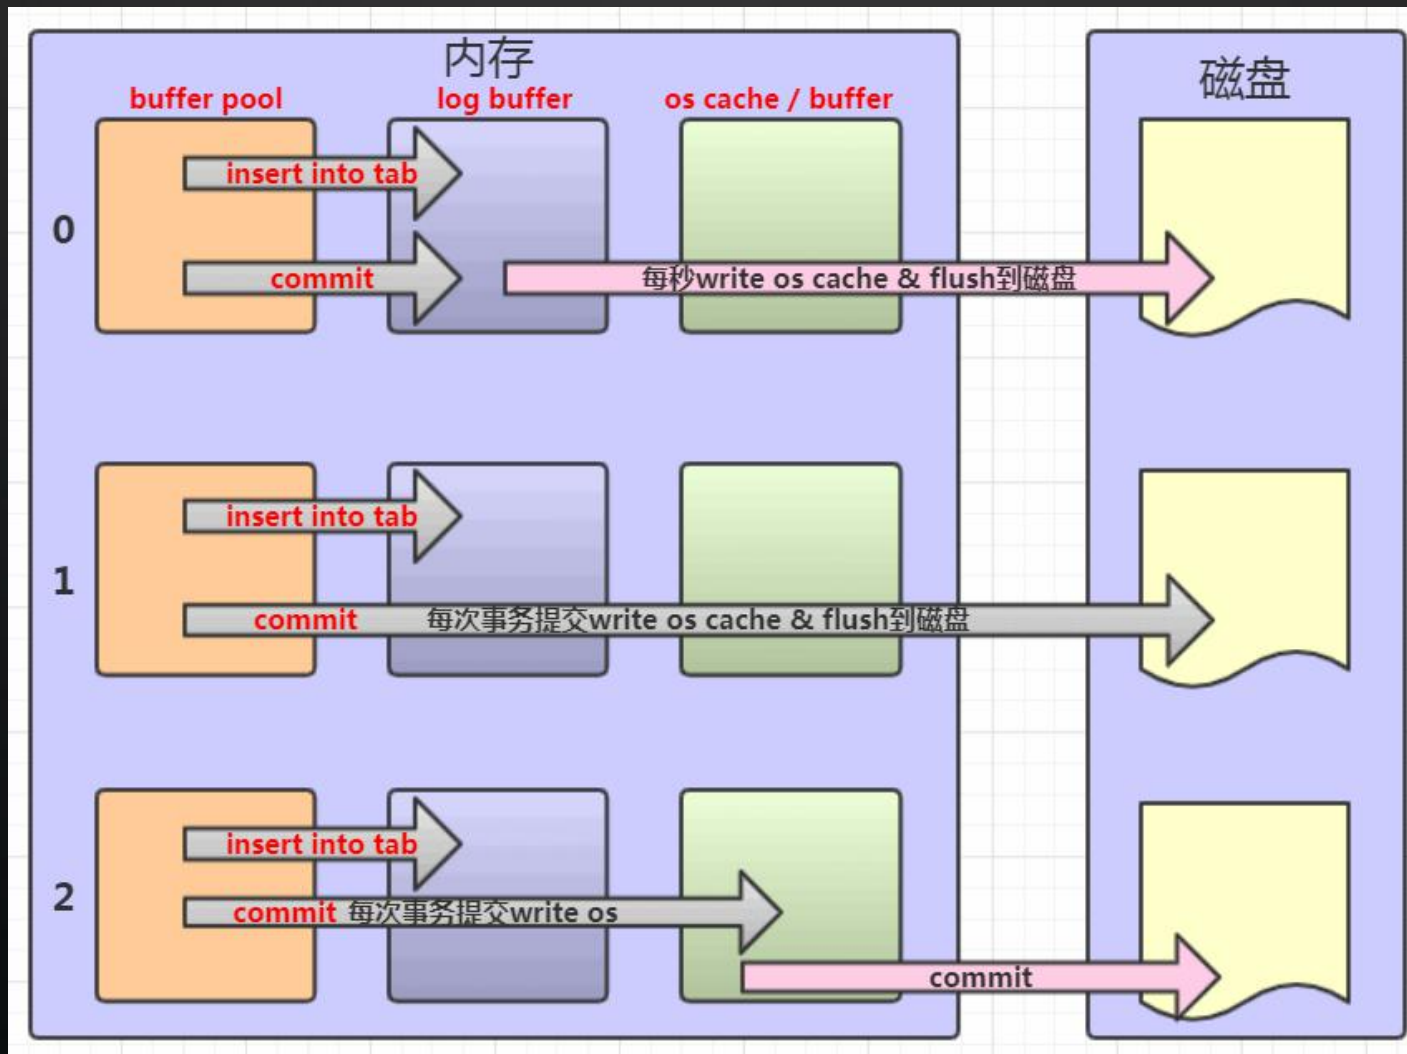 内存
磁盘
buffer pool
log buffer
os cache / buffer
insert into tab
0
commit
每秒write os cache & flush到磁盘
insert into tab
1
commit
每次事务提交write os cache & flush到磁盘
insert into tab
2
commit 每次事务提交write os
commit